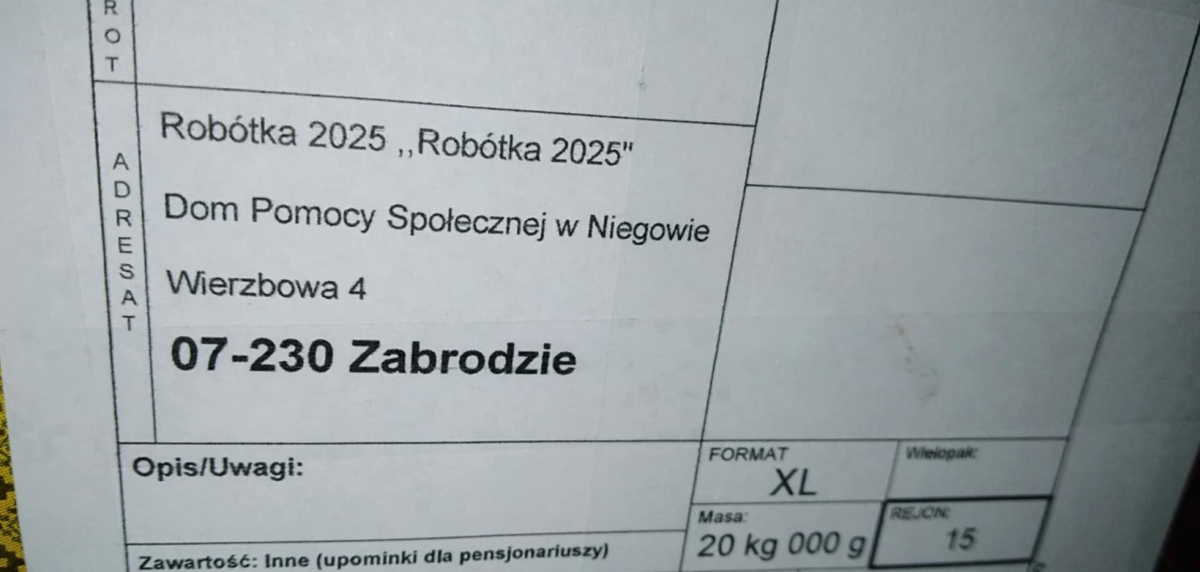 R
O
T
ADRESAT
Robótka 2025 ,,Robótka 2025"
Dom Pomocy Społecznej w Niegowie
Wierzbowa 4
07-230 Zabrodzie
Opis/Uwagi:
FORMAT
XL
Wielopak:
Masa:
20 kg 000 g
REJON:
15
Zawartość: Inne (upominki dla pensjonariuszy)